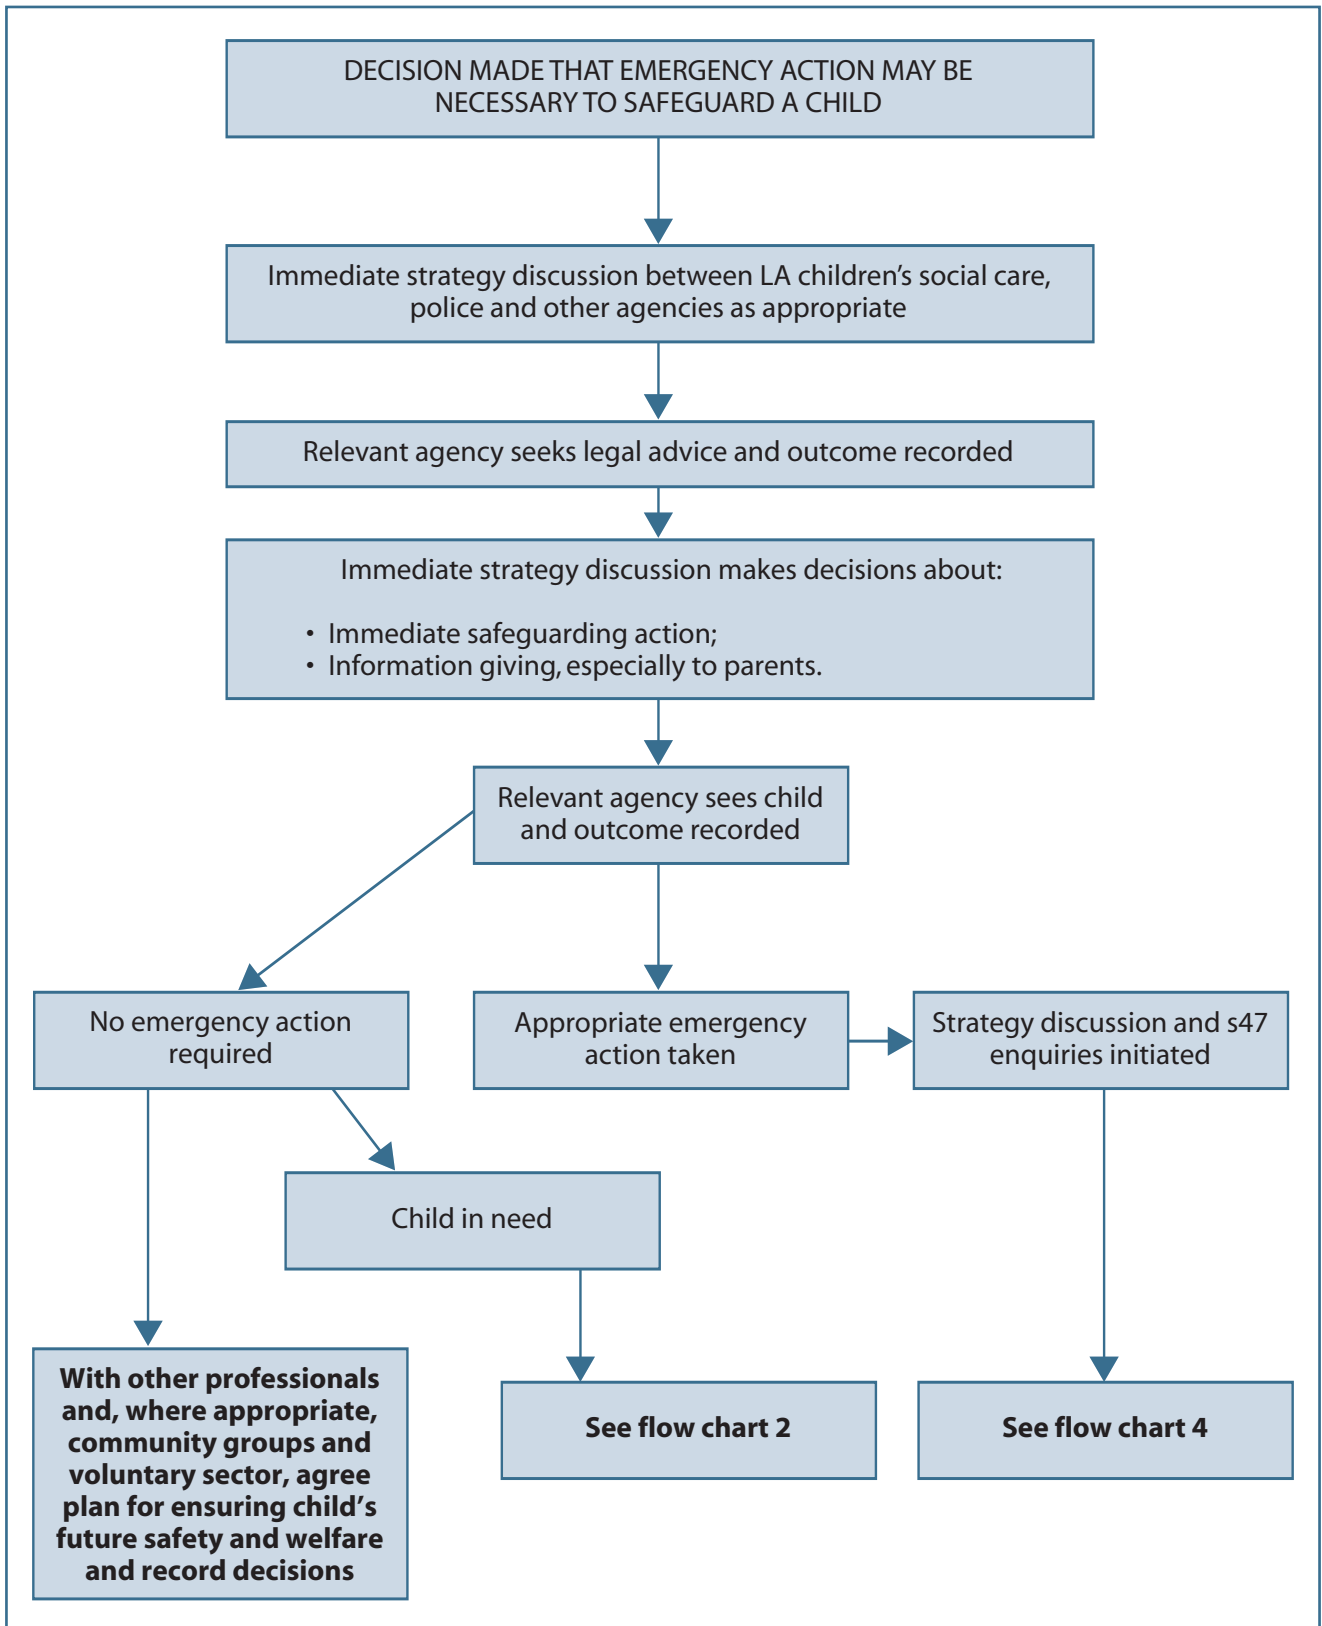 DECISION MADE THAT EMERGENCY ACTION MAY BE
NECESSARY TO SAFEGUARD A CHILD
Immediate strategy discussion between LA children’s social care,
police and other agencies as appropriate
Relevant agency seeks legal advice and outcome recorded
Immediate strategy discussion makes decisions about:
• Immediate safeguarding action;
• Information giving, especially to parents.
Relevant agency sees child
and outcome recorded
No emergency action
required
Appropriate emergency
action taken
Strategy discussion and s47
enquiries initiated
Child in need
With other professionals
and, where appropriate,
community groups and
voluntary sector, agree
plan for ensuring child’s
future safety and welfare
and record decisions
See flow chart 2
See flow chart 4